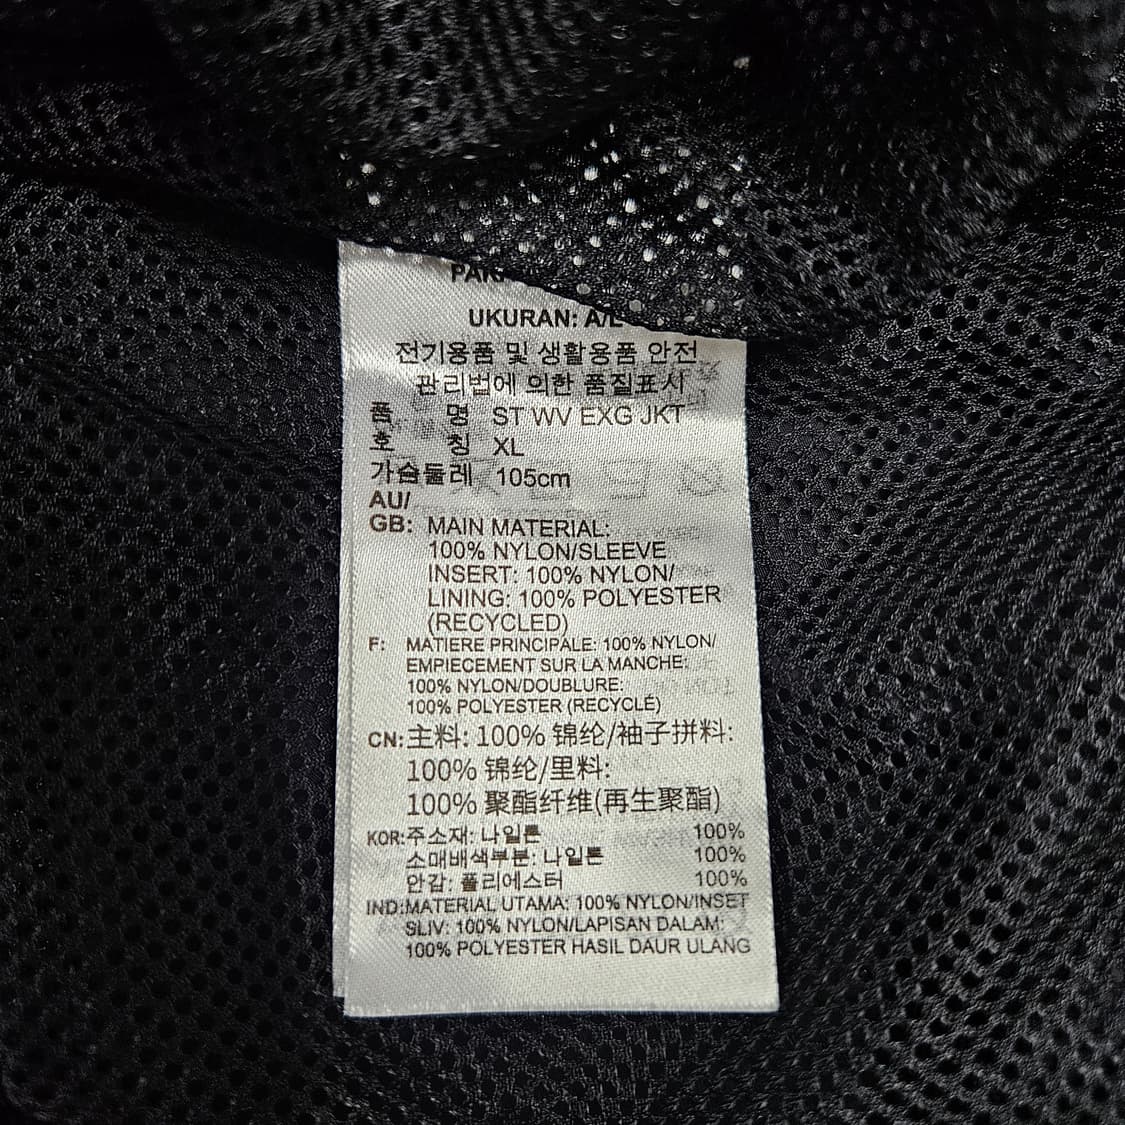 UKURAN: A/L
전기용품 및 생활용품 안전
관리법에 의한 품질표시
품 명 ST WV EXG JKT
호 칭 XL
가슴둘레 105cm
AU/
GB: MAIN MATERIAL:
100% NYLON/SLEEVE
INSERT: 100% NYLON/
LINING: 100% POLYESTER
(RECYCLED)
F: MATIERE PRINCIPALE: 100% NYLON/
EMPIECEMENT SUR LA MANCHE:
100% NYLON/DOUBLURE:
100% POLYESTER (RECYCLÉ)
CN: 主料: 100% 锦纶/袖子拼料:
100% 锦纶/里料:
100% 聚酯纤维(再生聚酯)
KOR: 주소재: 나일론 100%
소매배색부분: 나일론 100%
안감: 폴리에스터 100%
IND: MATERIAL UTAMA: 100% NYLON/INSET
SLIV: 100% NYLON/LAPISAN DALAM:
100% POLYESTER HASIL DAUR ULANG